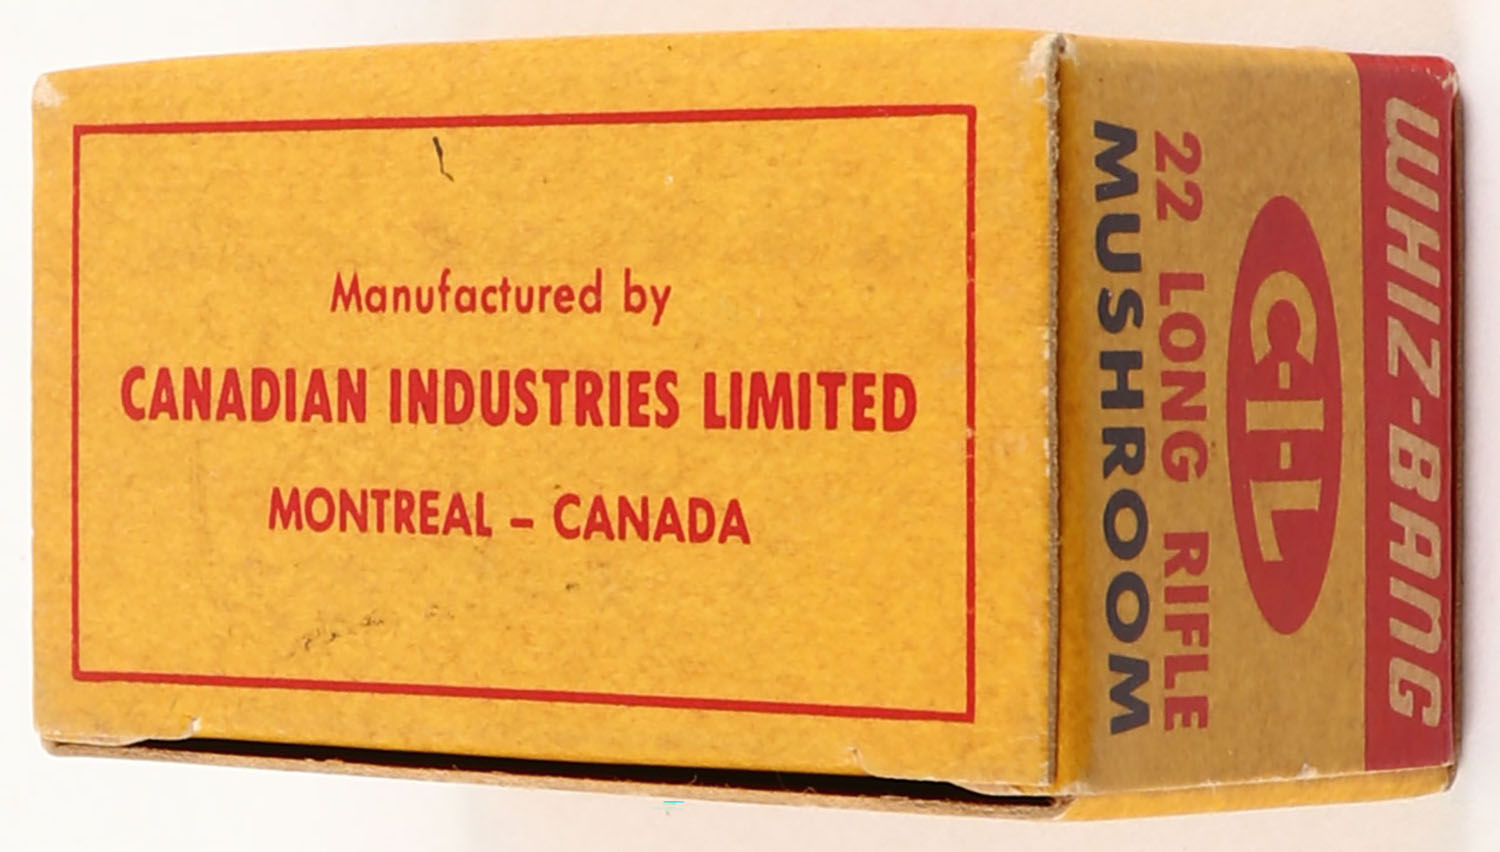 Manufactured by
CANADIAN INDUSTRIES LIMITED
MONTREAL – CANADA
WHIZ-BANG
C-I-L
22 LONG RIFLE
MUSHROOM